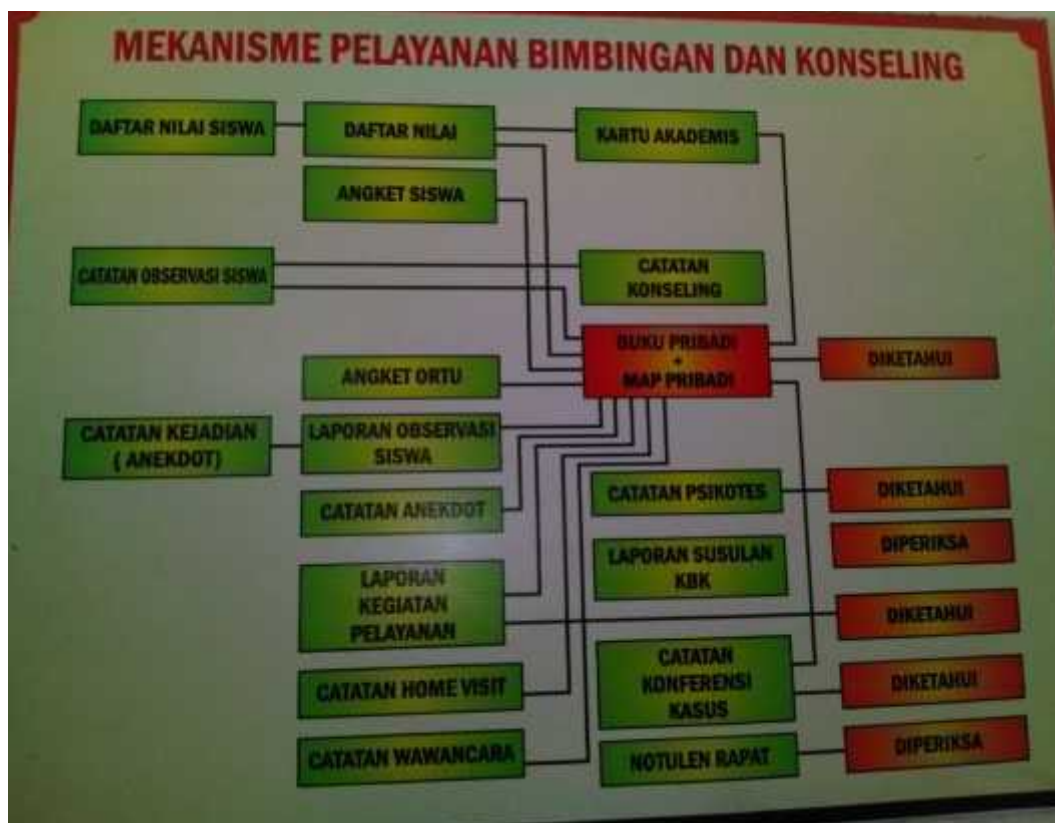 MEKANISME PELAYANAN BIMBINGAN DAN KONSELING
DAFTAR NILAI SISWA
DAFTAR NILAI
KARTU AKADEMIS
ANGKET SISWA
CATATAN OBSERVASI SISWA
CATATAN
KONSELING
BUKU PRIBADI
+
MAP PRIBADI
DIKETAHUI
ANGKET ORTU
CATATAN KEJADIAN
( ANEKDOT)
LAPORAN OBSERVASI
SISWA
CATATAN PSIKOTES
DIKETAHUI
CATATAN ANEKDOT
DIPERIKSA
LAPORAN SUSULAN
KBK
LAPORAN
KEGIATAN
PELAYANAN
DIKETAHUI
CATATAN
KONFERENSI
KASUS
DIKETAHUI
CATATAN HOME VISIT
CATATAN WAWANCARA
NOTULEN RAPAT
DIPERIKSA